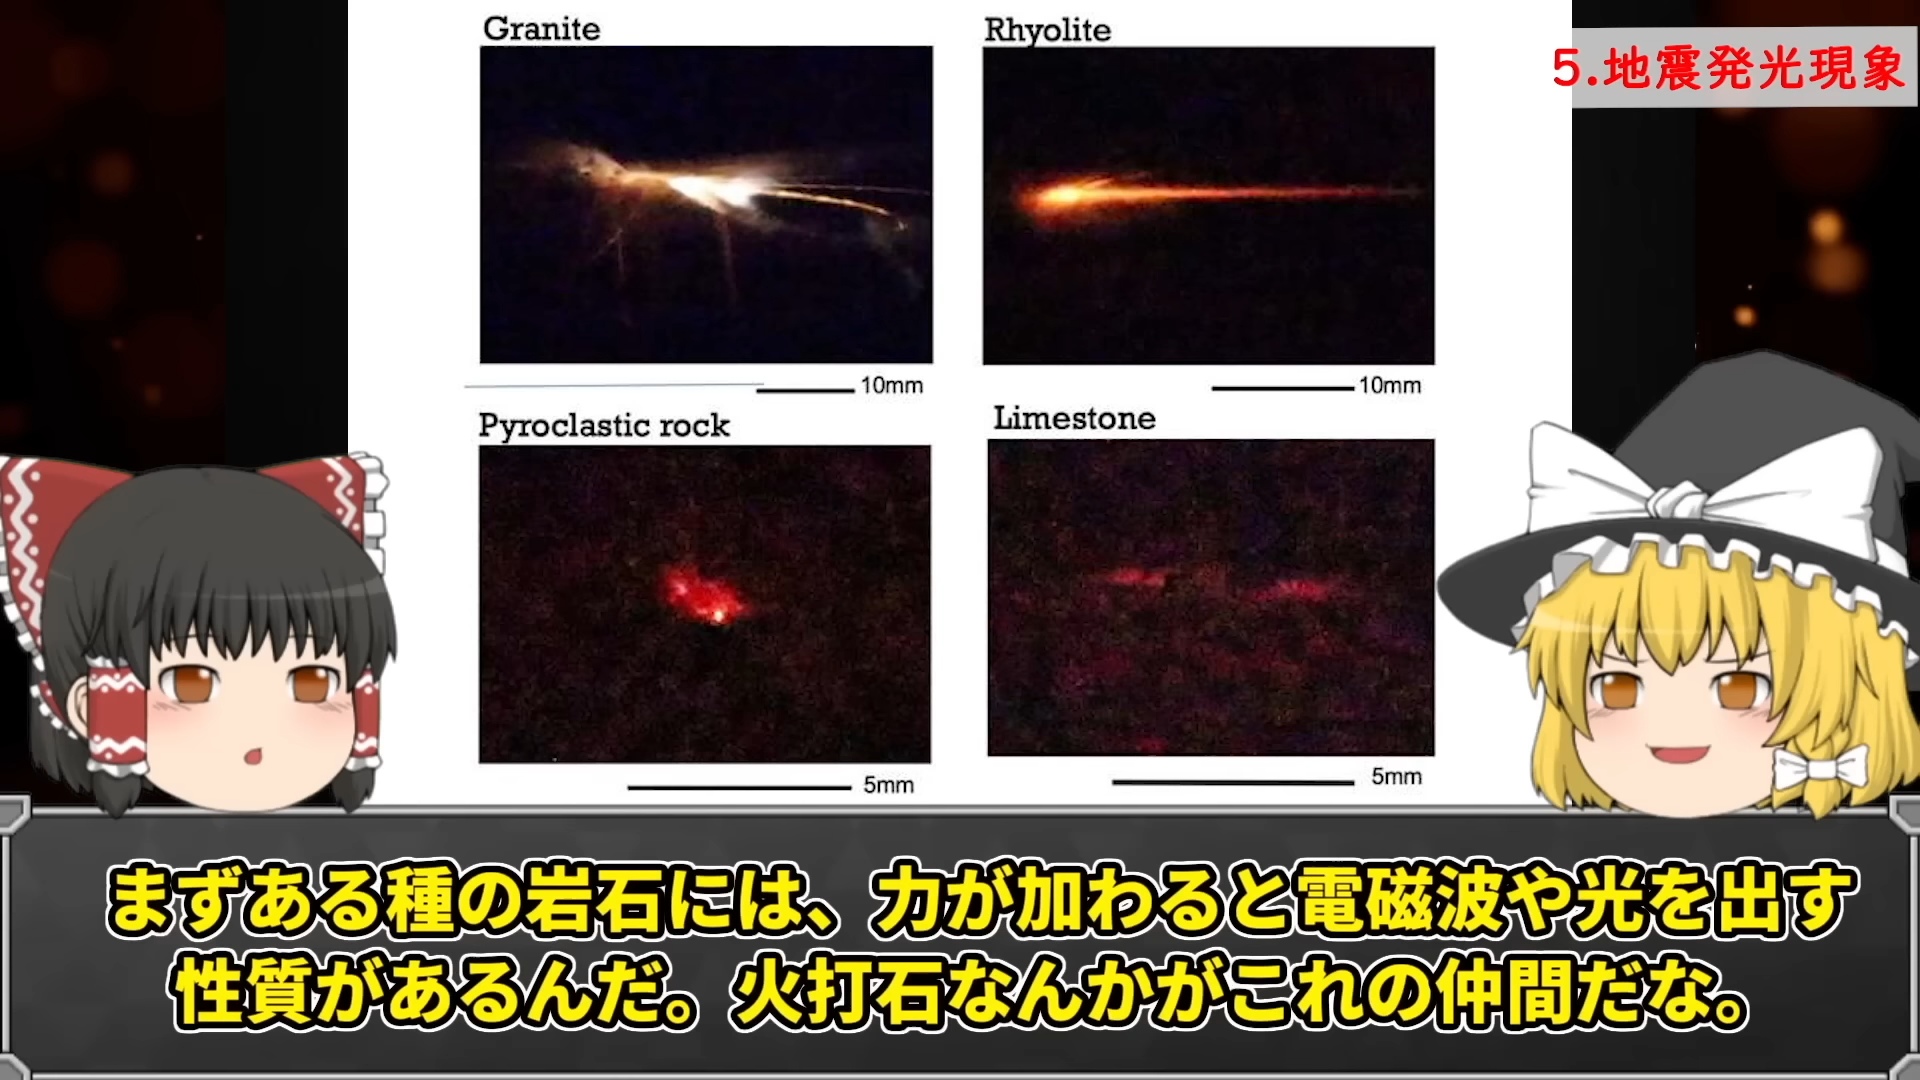 Granite
Rhyolite
5.地震発光現象
10mm
10mm
Pyroclastic rock
Limestone
5mm
5mm
まずある種の岩石には、力が加わると電磁波や光を出す
性質があるんだ。火打石なんかがこれの仲間だな。